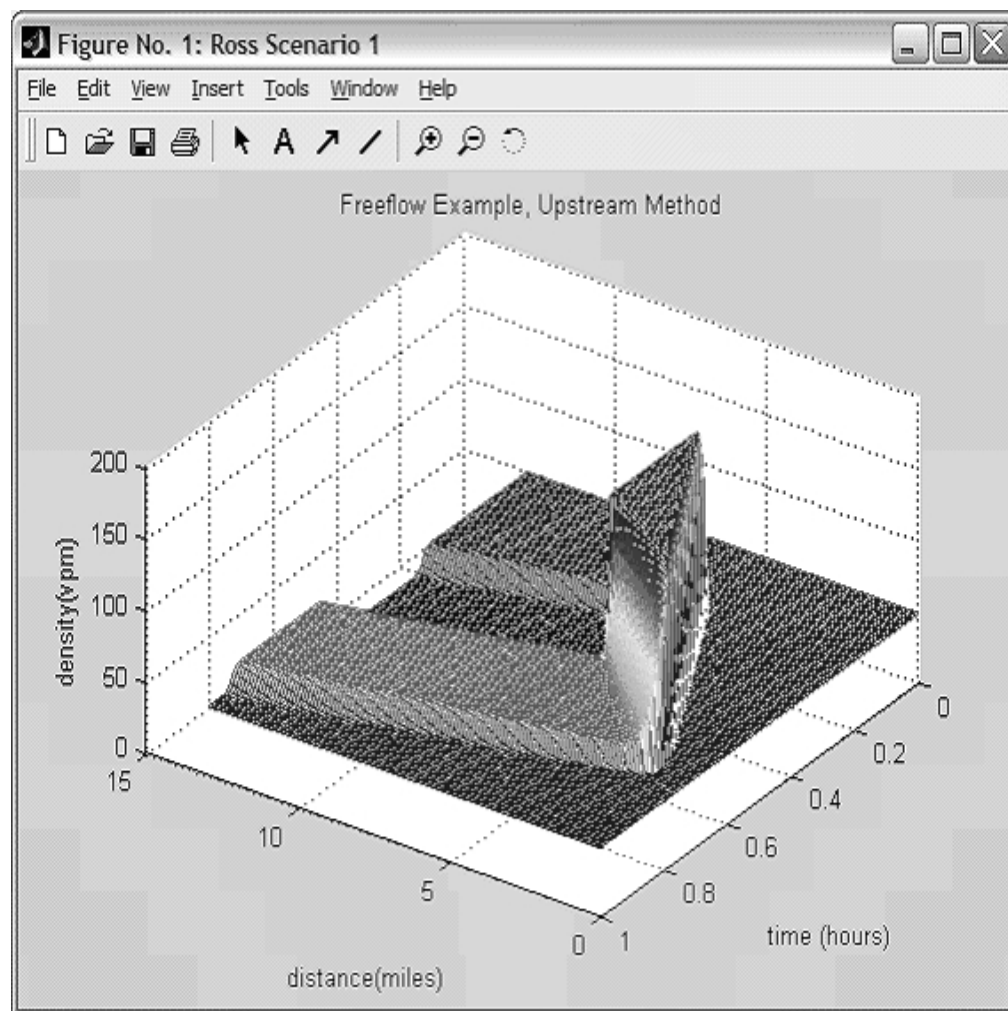 Figure No. 1: Ross Scenario 1
File Edit View Insert Tools Window Help
A
Freeflow Example, Upstream Method
200
150
100
50
0
density(vpm)
15
10
5
0
distance(miles)
0
0.2
0.4
0.6
0.8
1
time (hours)